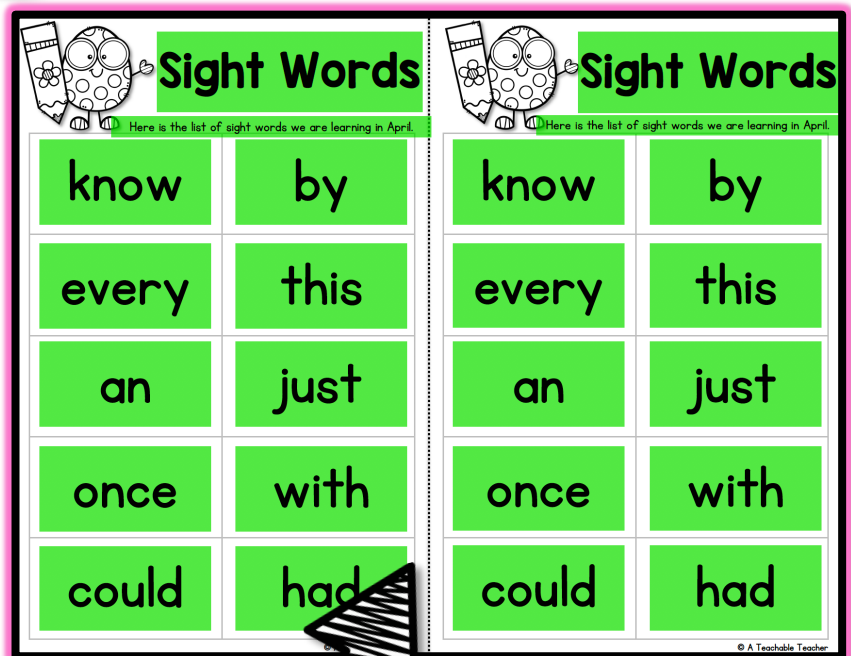 Sight Words
Here is the list of sight words we are learning in April.
know by
every this
an just
once with
could had
Sight Words
Here is the list of sight words we are learning in April.
know by
every this
an just
once with
could had
© A Teachable Teacher